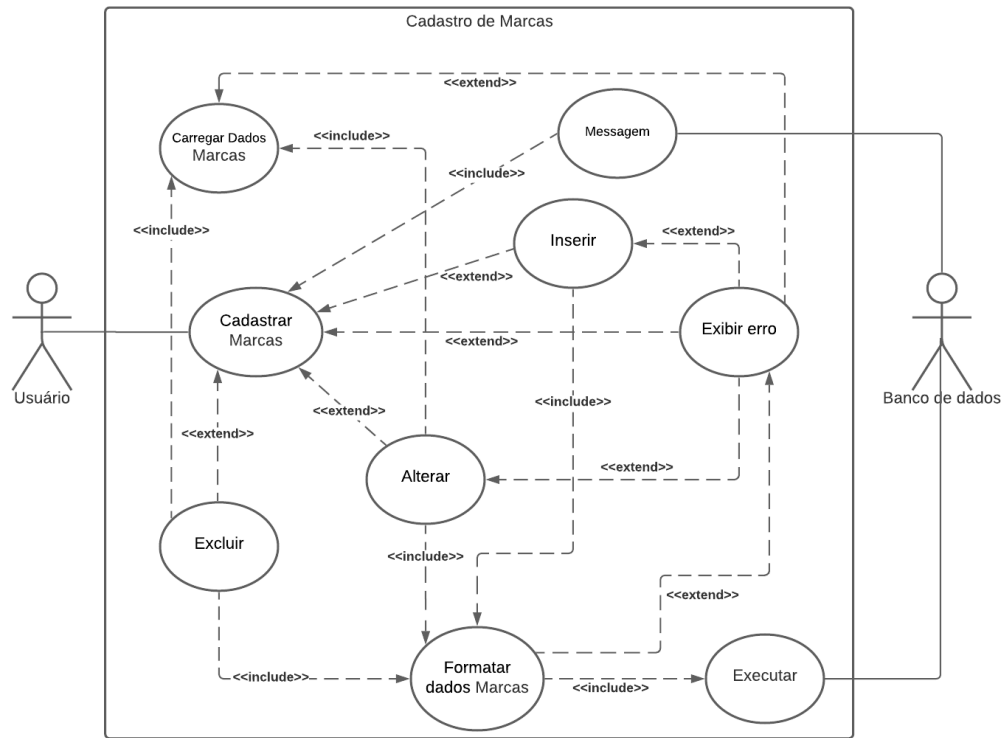 Cadastro de Marcas
<<extend>>
Carregar Dados
Marcas
<<include>>
Messagem
<<include>>
<<include>>
Inserir
<<extend>>
<<extend>>
Cadastrar
Marcas
Exibir erro
<<extend>>
Usuário
Banco de dados
<<extend>>
<<include>>
<<extend>>
Alterar
<<extend>>
Excluir
<<include>>
<<extend>>
Formatar
dados Marcas
<<include>>
<<include>>
Executar